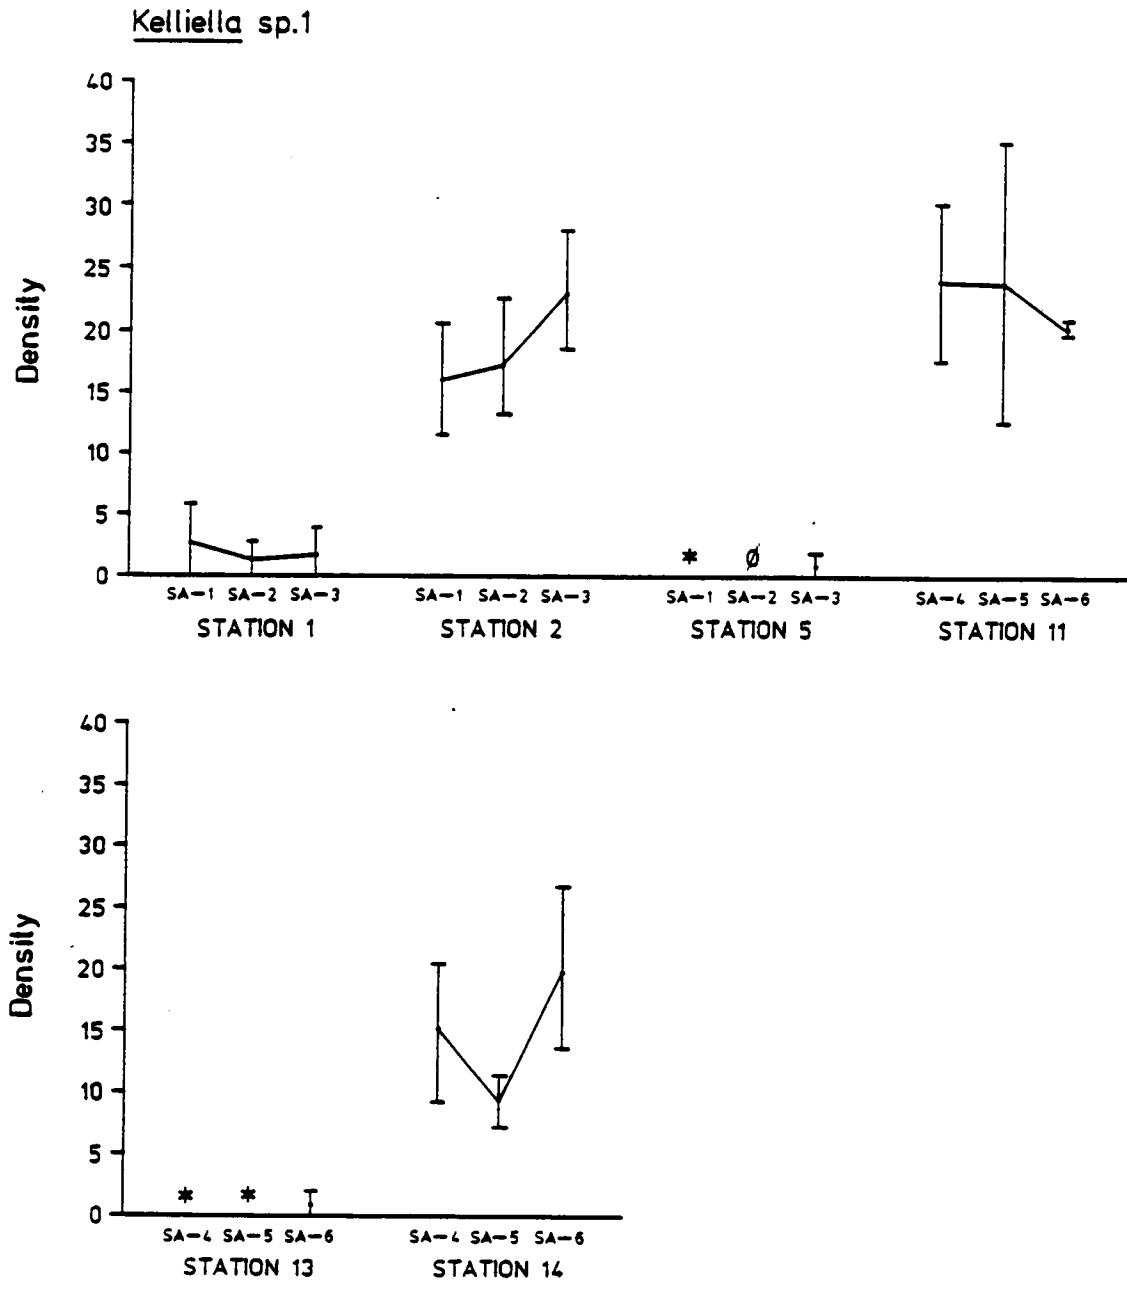 Kelliella sp.1
40
35
30
25
20
15
10
5
0
Density
* Ø
SA-1 SA-2 SA-3 SA-1 SA-2 SA-3 SA-1 SA-2 SA-3 SA-4 SA-5 SA-6
STATION 1 STATION 2 STATION 5 STATION 11
40
35
30
25
20
15
10
5
0
Density
* *
SA-4 SA-5 SA-6 SA-4 SA-5 SA-6
STATION 13 STATION 14